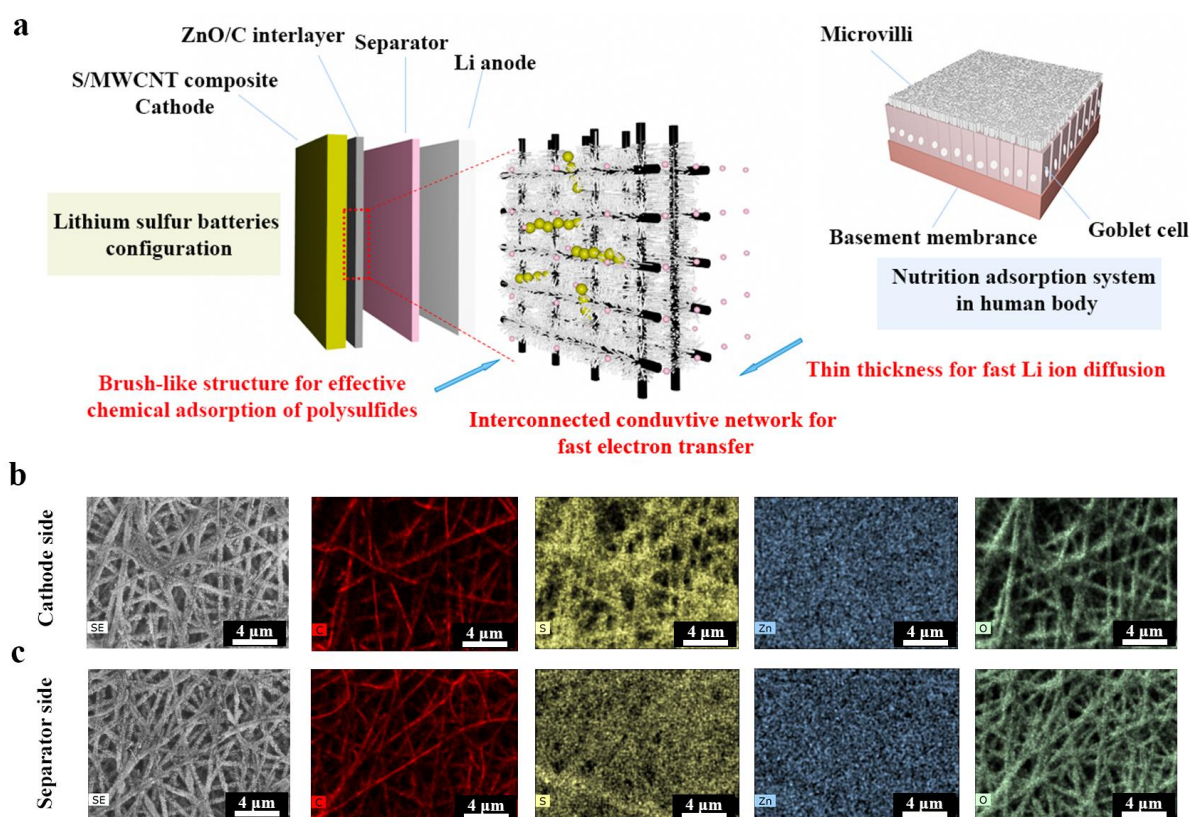 a
ZnO/C interlayer
Separator
Li anode
S/MWCNT composite
Cathode
Microvilli
Lithium sulfur batteries
configuration
Basement membrance
Goblet cell
Nutrition adsorption system
in human body
Brush-like structure for effective
chemical adsorption of polysulfides
Interconnected conduvtive network for
fast electron transfer
Thin thickness for fast Li ion diffusion
b
Cathode side
SE
4 μm
C
4 μm
S
4 μm
Zn
4 μm
O
4 μm
c
Separator side
SE
4 μm
C
4 μm
S
4 μm
Zn
4 μm
O
4 μm